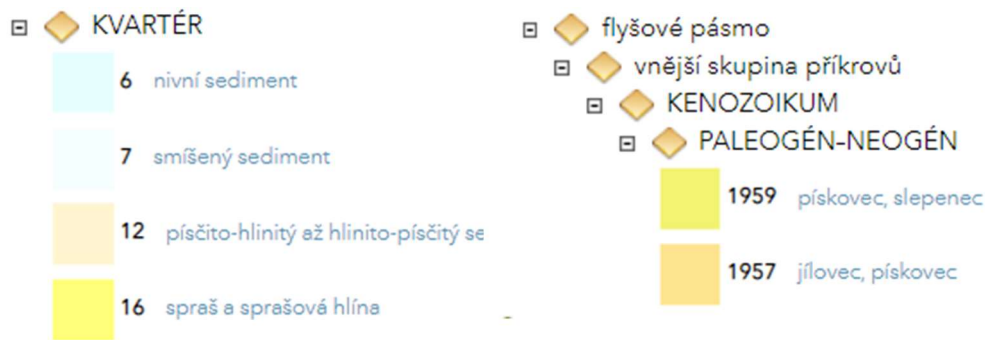 KVARTÉR
6 nivní sediment
7 smíšený sediment
12 písčito-hlinitý až hlinito-písčitý se
16 spraš a sprašová hlína
flyšové pásmo
vnější skupina příkrovů
KENOZOIKUM
PALEOGÉN-NEOGÉN
1959 pískovec, slepenec
1957 jílovec, pískovec